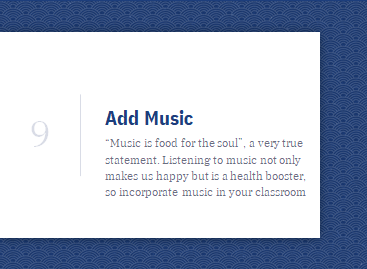 9
Add Music
“Music is food for the soul”, a very true
statement. Listening to music not only
makes us happy but is a health booster,
so incorporate music in your classroom